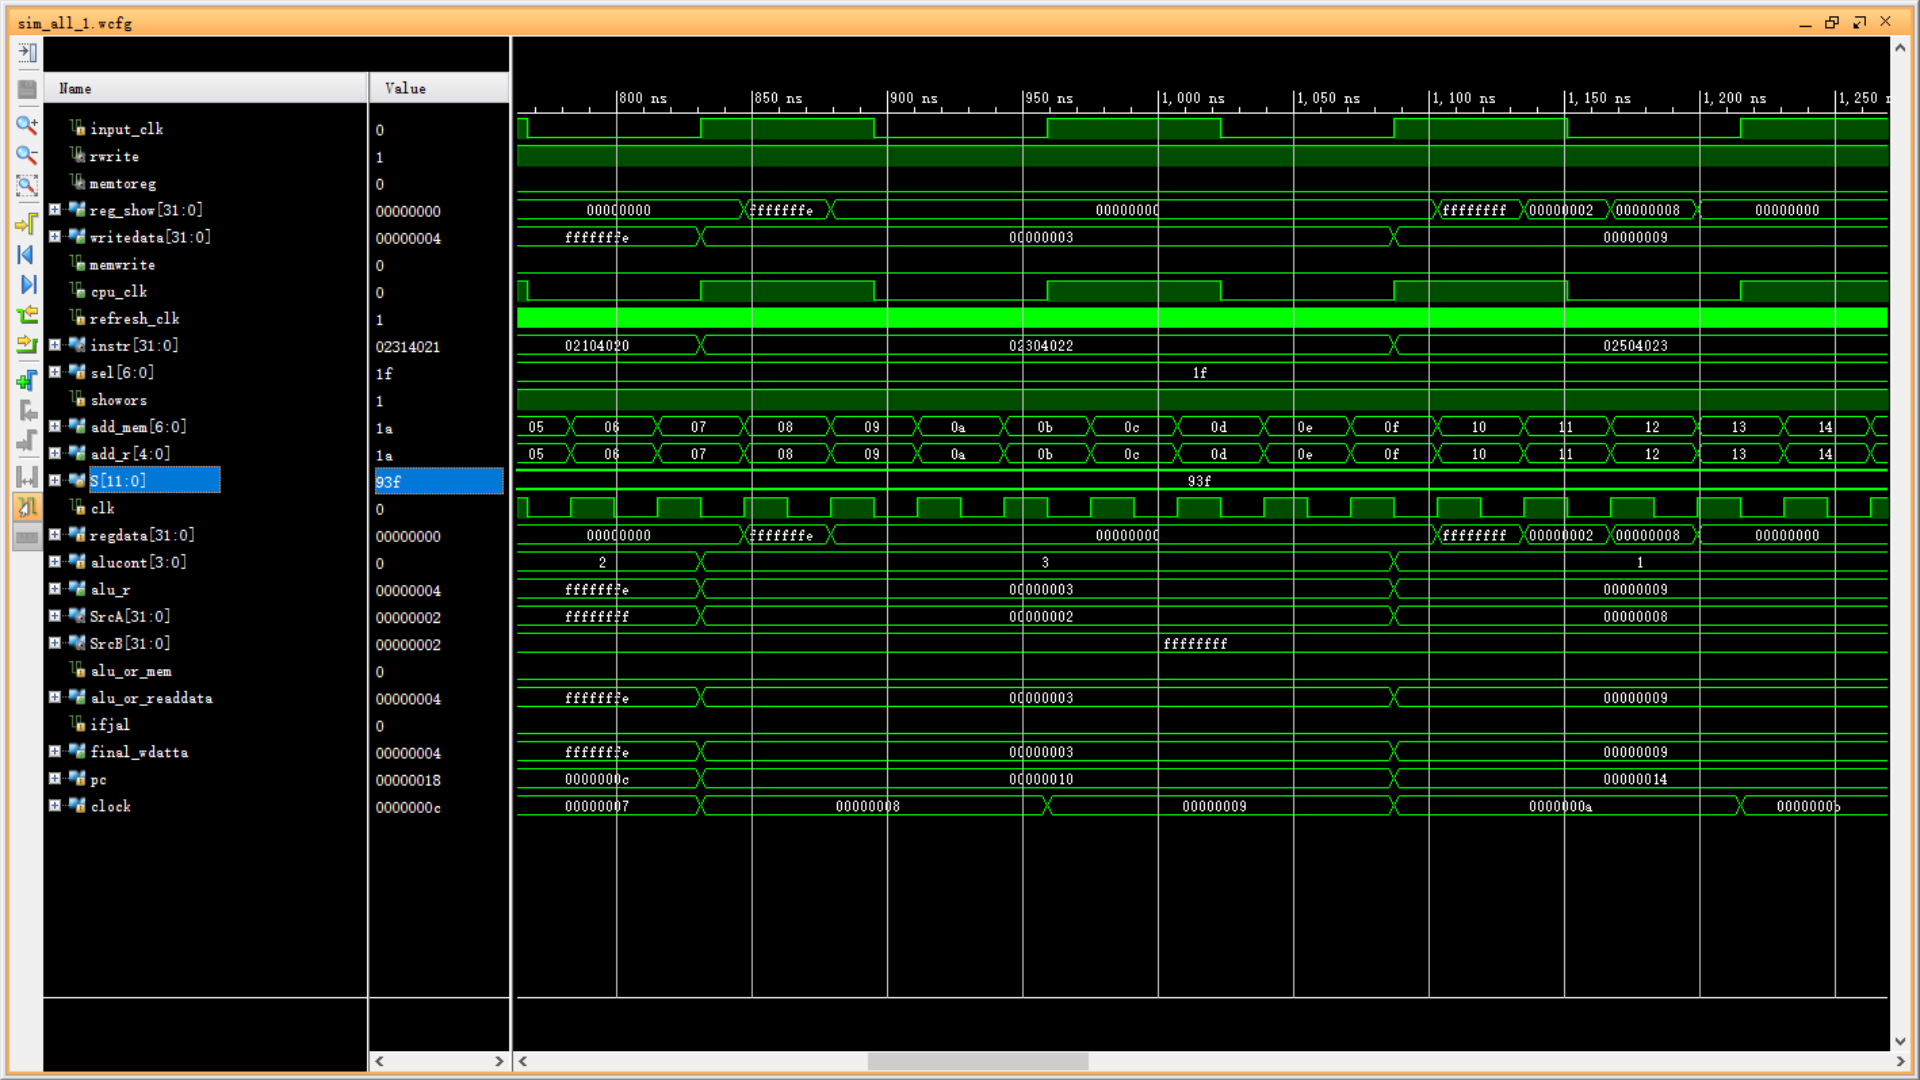 sim_all_1.wcfg
Name Value
800 ns 850 ns 900 ns 950 ns 1,000 ns 1,050 ns 1,100 ns 1,150 ns 1,200 ns 1,250 n
input_clk 0
rwrite 1
memtoreg 0
reg_show[31:0] 00000000 00000000 fffffffe 00000000 ffffffff 00000002 00000008 00000000
writedata[31:0] 00000004 fffffffe 00000003 00000009
memwrite 0
cpu_clk 0
refresh_clk 1
instr[31:0] 02314021 02104020 02304022 02504023
sel[6:0] 1f 1f
showors 1
add_mem[6:0] 1a 05 06 07 08 09 0a 0b 0c 0d 0e 0f 10 11 12 13 14
add_r[4:0] 1a 05 06 07 08 09 0a 0b 0c 0d 0e 0f 10 11 12 13 14
S[11:0] 93f 93f
clk 0
regdata[31:0] 00000000 00000000 fffffffe 00000000 ffffffff 00000002 00000008 00000000
alucont[3:0] 0 2 3 1
alu_r 00000004 fffffffe 00000003 00000009
SrcA[31:0] 00000002 ffffffff 00000002 00000008
SrcB[31:0] 00000002 ffffffff
alu_or_mem 0
alu_or_readdata 00000004 fffffffe 00000003 00000009
ifjal 0
final_wdatta 00000004 fffffffe 00000003 00000009
pc 00000018 0000000c 00000010 00000014
clock 0000000c 00000007 00000008 00000009 0000000a 0000000b